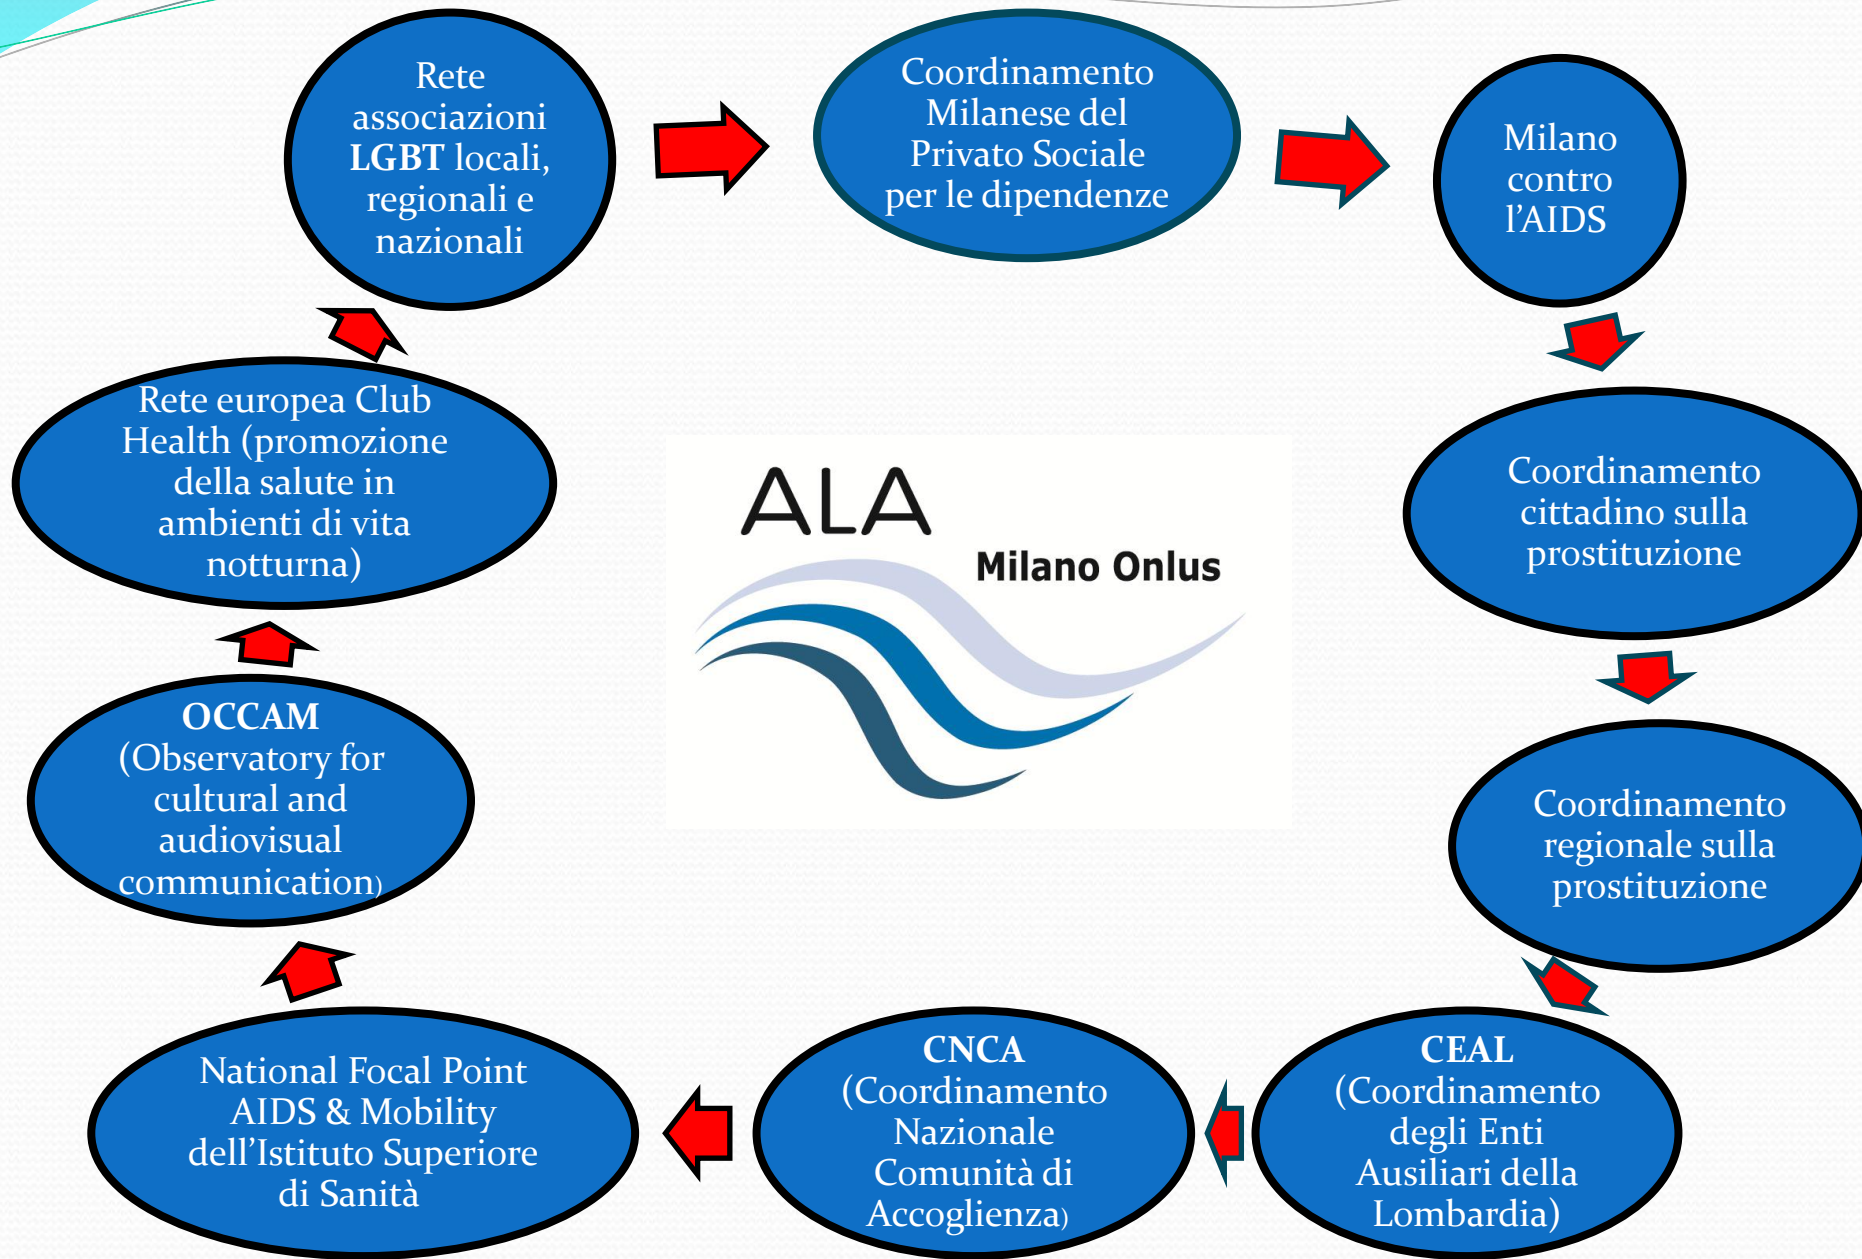 Rete
associazioni
LGBT locali,
regionali e
nazionali
Coordinamento
Milanese del
Privato Sociale
per le dipendenze
Milano
contro
l’AIDS
Coordinamento
cittadino sulla
prostituzione
Coordinamento
regionale sulla
prostituzione
CEAL
(Coordinamento
degli Enti
Ausiliari della
Lombardia)
CNCA
(Coordinamento
Nazionale
Comunità di
Accoglienza)
National Focal Point
AIDS & Mobility
dell’Istituto Superiore
di Sanità
OCCAM
(Observatory for
cultural and
audiovisual
communication)
Rete europea Club
Health (promozione
della salute in
ambienti di vita
notturna)
ALA
Milano Onlus